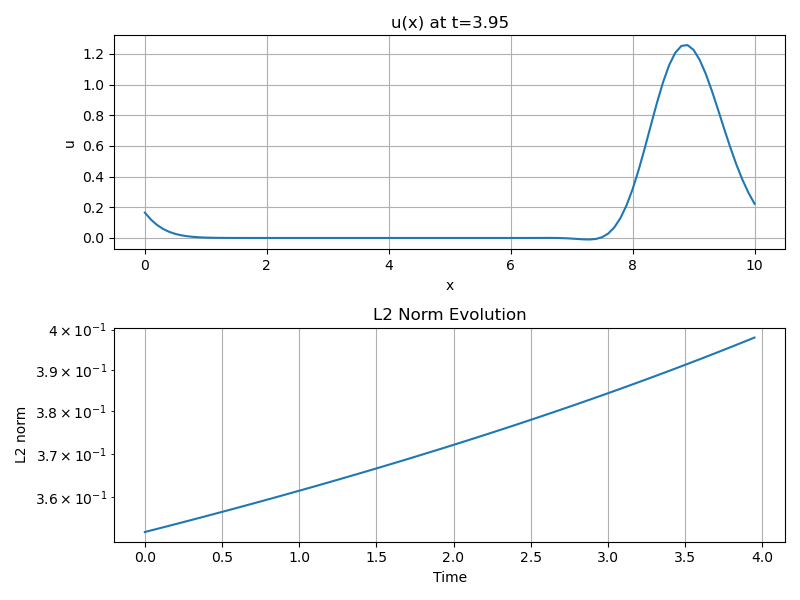 u(x) at t=3.95
1.2
1.0
0.8
0.6
0.4
0.2
0.0
u
0 2 4 6 8 10
x
L2 Norm Evolution
4 × 10⁻¹
3.9 × 10⁻¹
3.8 × 10⁻¹
3.7 × 10⁻¹
3.6 × 10⁻¹
L2 norm
0.0 0.5 1.0 1.5 2.0 2.5 3.0 3.5 4.0
Time